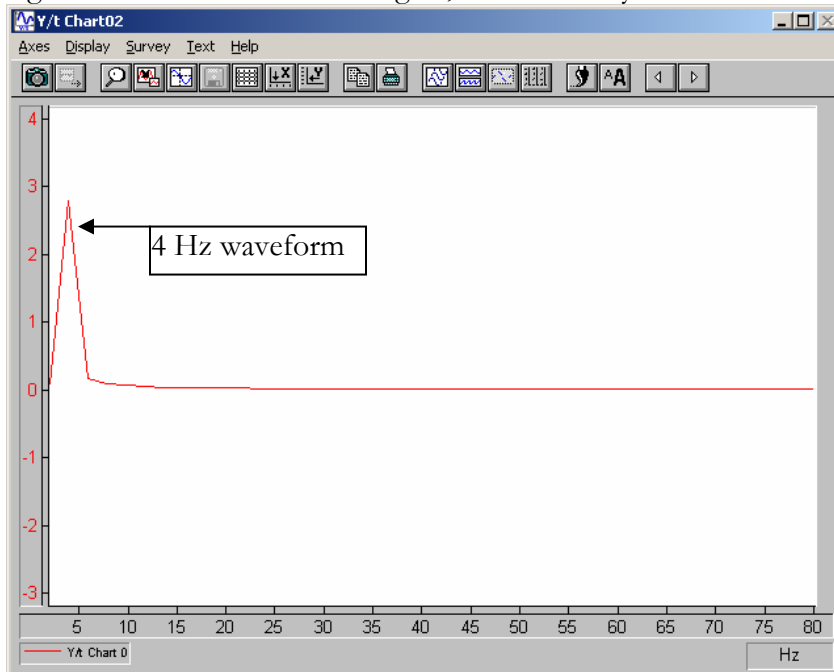 Y/t Chart02
Axes Display Survey Text Help
4
3
2
1
0
-1
-2
-3
4 Hz waveform
5 10 15 20 25 30 35 40 45 50 55 60 65 70 75 80
Y/t Chart 0
Hz